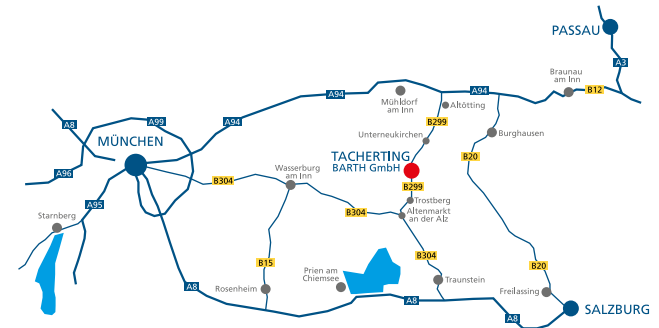 PASSAU
A3
Braunau
am Inn
B12
A94
A94
Mühldorf
am Inn
Altötting
A8
A99
A94
B299
Burghausen
MÜNCHEN
Unterneukirchen
TACHERTING
BARTH GmbH
B20
A96
Wasserburg
am Inn
B304
B299
A95
Trostberg
Starnberg
B304
Altenmarkt
an der Alz
B15
B304
B20
Prien am
Chiemsee
Traunstein
A8
Rosenheim
Freilassing
A8
SALZBURG
A8